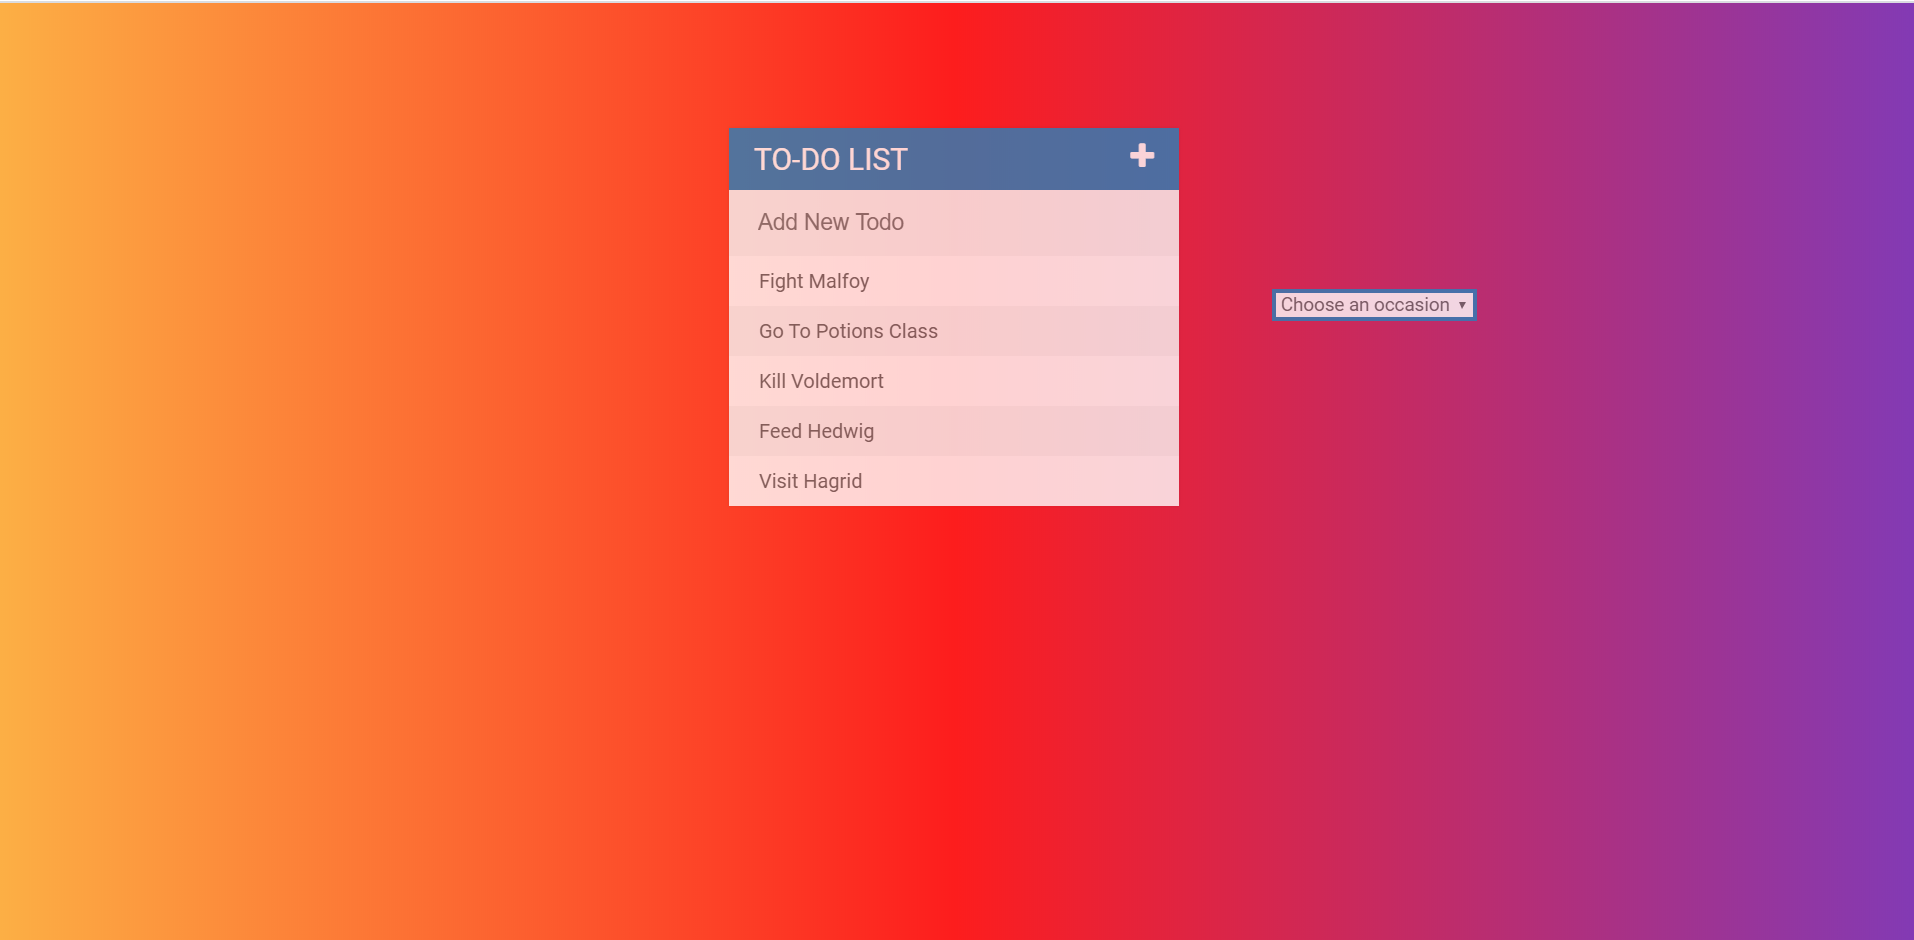 TO-DO LIST
Add New Todo
Fight Malfoy
Go To Potions Class
Kill Voldemort
Feed Hedwig
Visit Hagrid
Choose an occasion